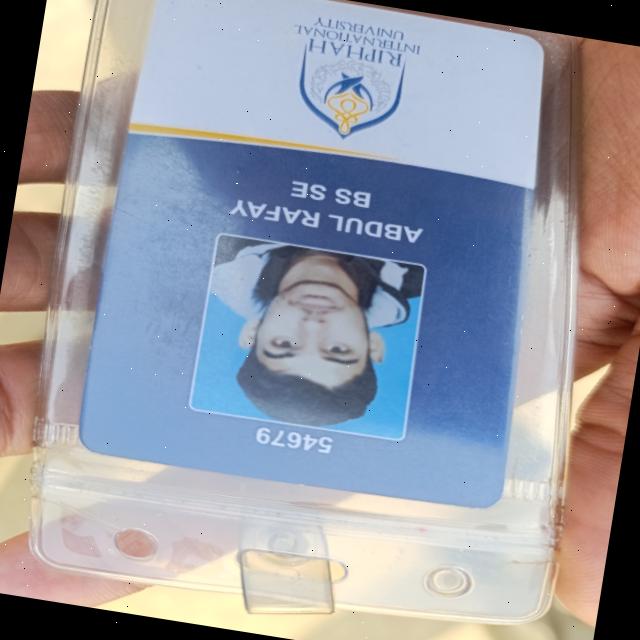 54679
ABDUL RAFAY
BS SE
RIPHAH
INTERNATIONAL
UNIVERSITY